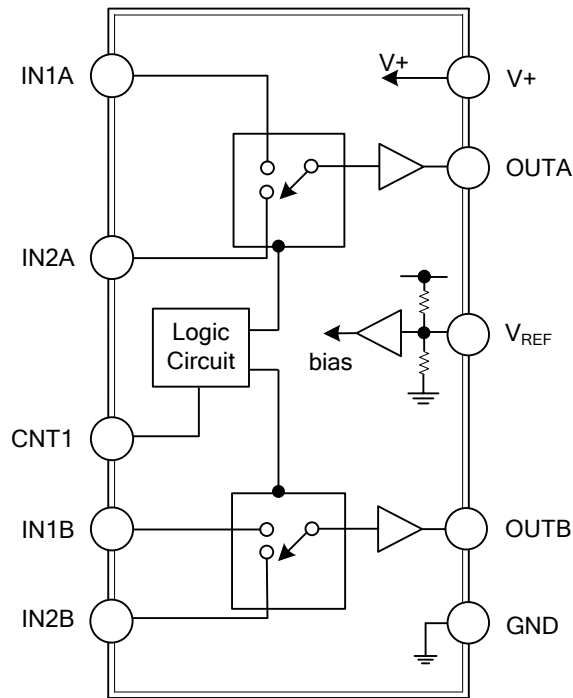 IN1A
V+
V+
OUTA
IN2A
Logic
Circuit
bias
VREF
CNT1
IN1B
OUTB
IN2B
GND